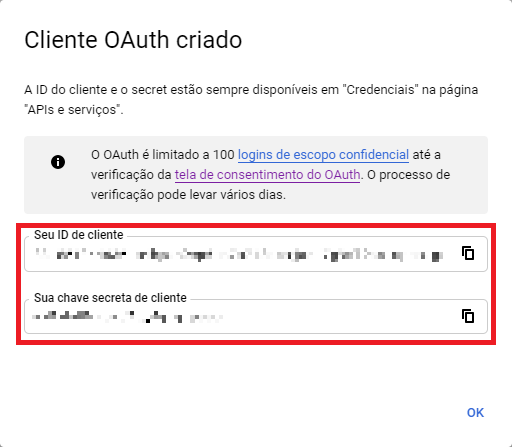 Cliente OAuth criado
A ID do cliente e o secret estão sempre disponíveis em "Credenciais" na página
"APIs e serviços".
O OAuth é limitado a 100 logins de escopo confidencial até a
verificação da tela de consentimento do OAuth. O processo de
verificação pode levar vários dias.
Seu ID de cliente
Sua chave secreta de cliente
OK